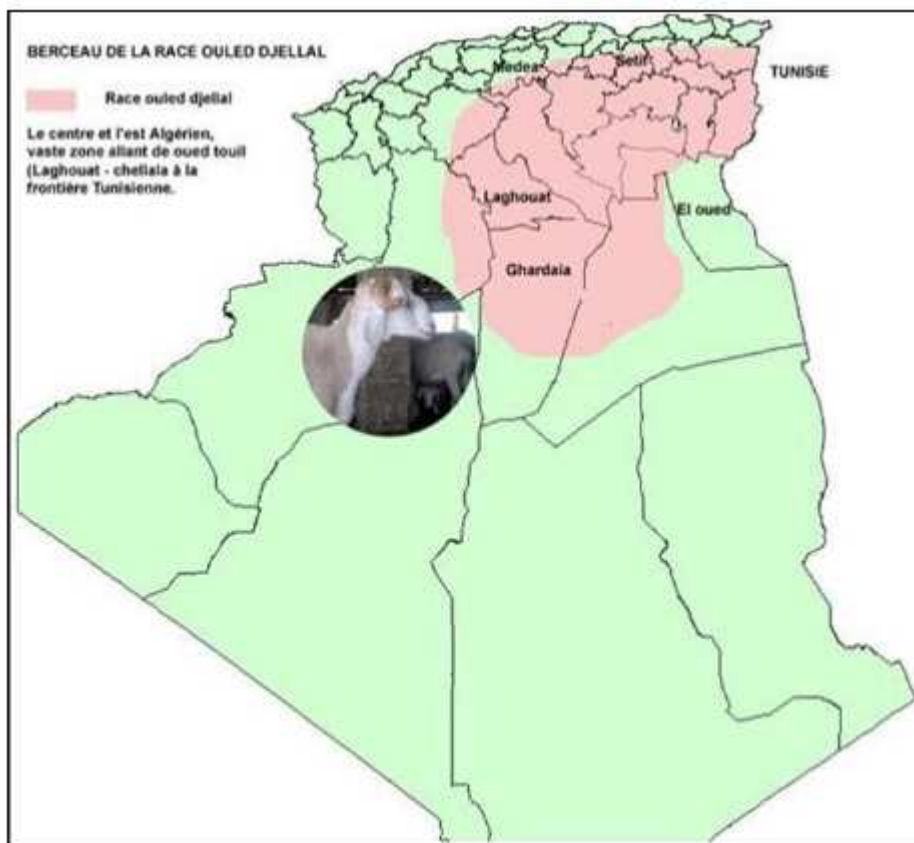 BERCEAU DE LA RACE OULED DJELLAL
Race ouled djellal
Le centre et l'est Algérien,
vaste zone allant de oued touil
(Laghouat - chellala à la
frontière Tunisienne.
Medea
Setif
TUNISIE
Laghouat
El oued
Ghardaia